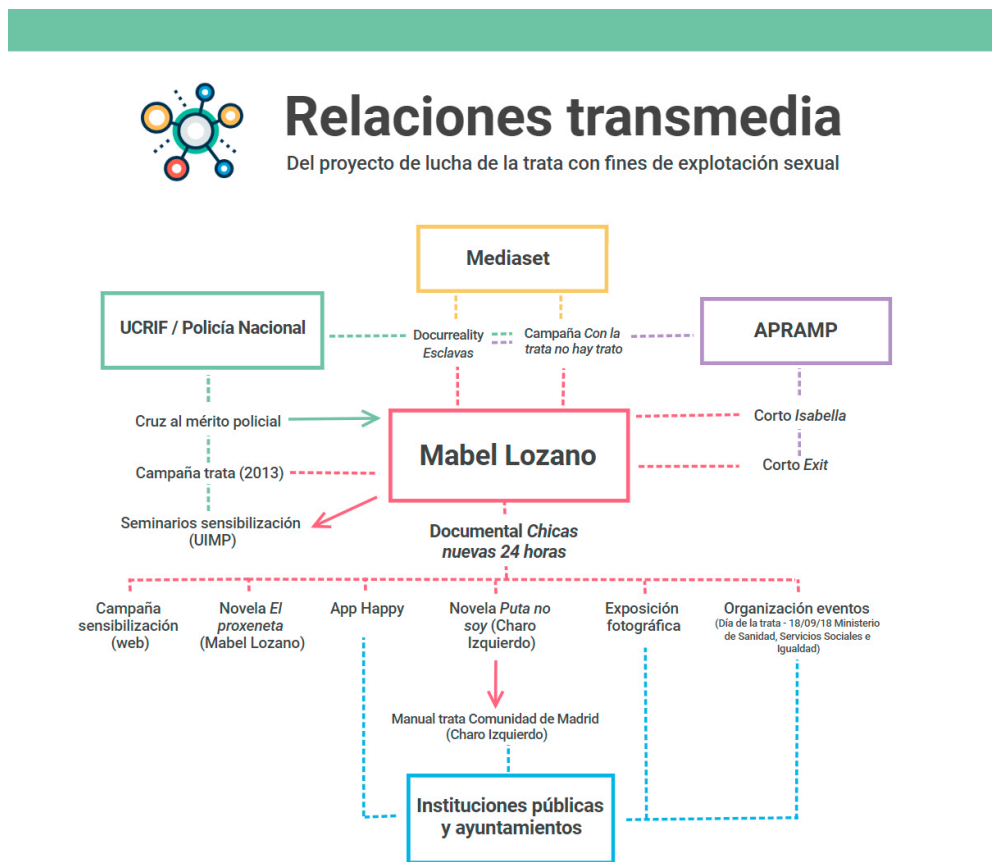 Relaciones transmedia
Del proyecto de lucha de la trata con fines de explotación sexual
Mediaset
UCRIF / Policía Nacional
Docurreality
Esclavas
Campaña Con la
trata no hay trato
APRAMP
Cruz al mérito policial
Campaña trata (2013)
Seminarios sensibilización
(UIMP)
Mabel Lozano
Corto Isabella
Corto Exit
Documental Chicas
nuevas 24 horas
Campaña
sensibilización
(web)
Novela El
proxeneta
(Mabel Lozano)
App Happy
Novela Puta no
soy (Charo
Izquierdo)
Exposición
fotográfica
Organización eventos
(Día de la trata - 18/09/18 Ministerio
de Sanidad, Servicios Sociales e
Igualdad)
Manual trata Comunidad de Madrid
(Charo Izquierdo)
Instituciones públicas
y ayuntamientos